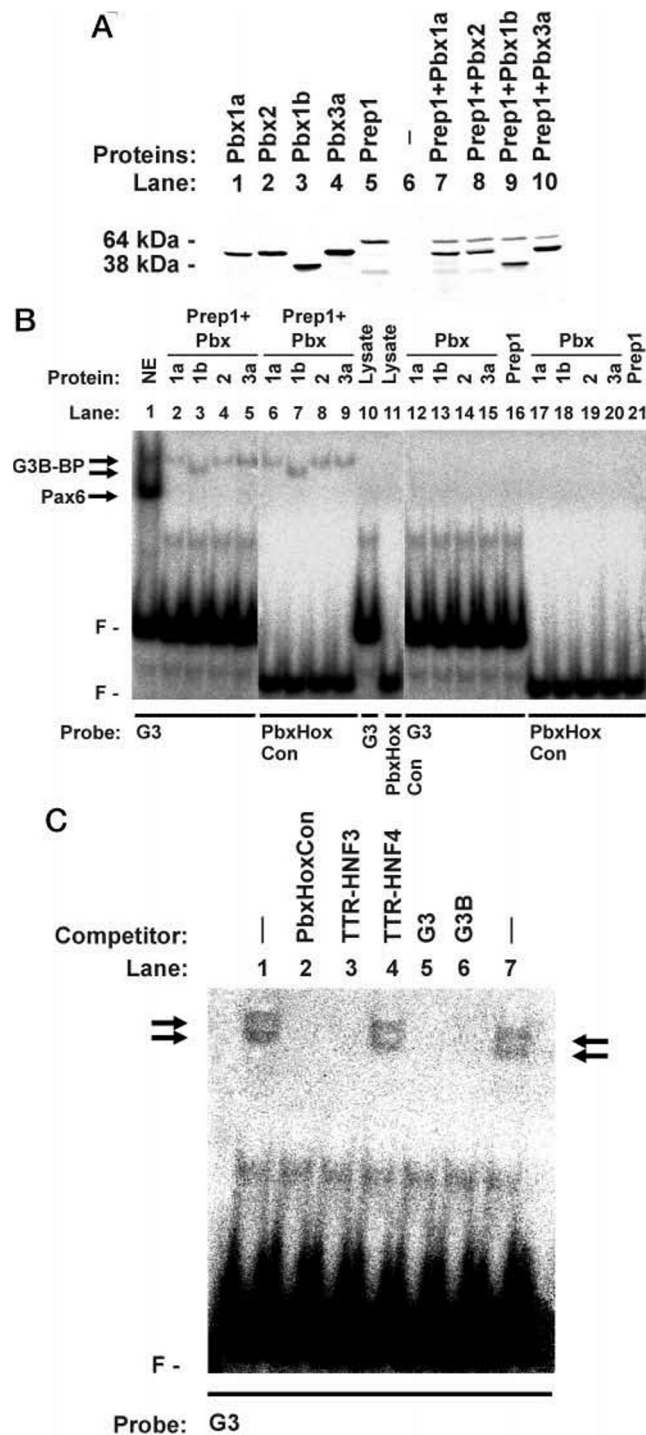 A
Proteins: Pbx1a Pbx2 Pbx1b Pbx3a Prep1 – Prep1+Pbx1a Prep1+Pbx2 Prep1+Pbx1b Prep1+Pbx3a
Lane: 1 2 3 4 5 6 7 8 9 10
64 kDa -
38 kDa -
B
Prep1+ Prep1+
Pbx Pbx Pbx Pbx
Protein: NE 1a 1b 2 3a 1a 1b 2 3a Lysate Lysate 1a 1b 2 3a Prep1 1a 1b 2 3a Prep1
Lane: 1 2 3 4 5 6 7 8 9 10 11 12 13 14 15 16 17 18 19 20 21
G3B-BP
Pax6
F -
F -
Probe: G3 PbxHox G3 PbxHox G3 PbxHox
Con Con Con
C
Competitor: – PbxHoxCon TTR-HNF3 TTR-HNF4 G3 G3B –
Lane: 1 2 3 4 5 6 7
F -
Probe: G3